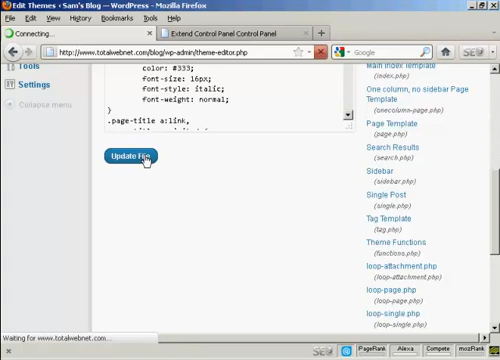 Edit Themes ‹ Sam's Blog — WordPress – Mozilla Firefox
File Edit View History Bookmarks Tools Help
Connecting...
Extend Control Panel Control Panel
http://www.totalwebnet.com/blog/wp-admin/theme-editor.php
Google
Tools
Settings
Collapse menu
color: #333;
font-size: 16px;
font-style: italic;
font-weight: normal;
}
.page-title a:link,
Update File
Main Index Template
(index.php)
One column, no sidebar Page
Template
(onecolumn-page.php)
Page Template
(page.php)
Search Results
(search.php)
Sidebar
(sidebar.php)
Single Post
(single.php)
Tag Template
(tag.php)
Theme Functions
(functions.php)
loop-attachment.php
(loop-attachment.php)
loop-page.php
(loop-page.php)
loop-single.php
(loop-single.php)
Waiting for www.totalwebnet.com...
PageRank
Alexa
Compete
mozRank